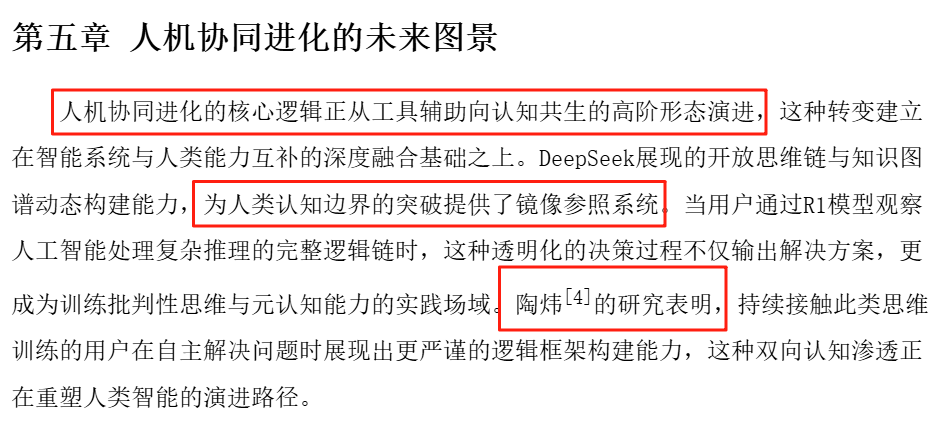 第五章 人机协同进化的未来图景
人机协同进化的核心逻辑正从工具辅助向认知共生的高阶形态演进，这种转变建立
在智能系统与人类能力互补的深度融合基础之上。DeepSeek展现的开放思维链与知识图
谱动态构建能力，为人类认知边界的突破提供了镜像参照系统。当用户通过R1模型观察
人工智能处理复杂推理的完整逻辑链时，这种透明化的决策过程不仅输出解决方案，更
成为训练批判性思维与元认知能力的实践场域。陶炜[4]的研究表明，持续接触此类思维
训练的用户在自主解决问题时展现出更严谨的逻辑框架构建能力，这种双向认知渗透正
在重塑人类智能的演进路径。